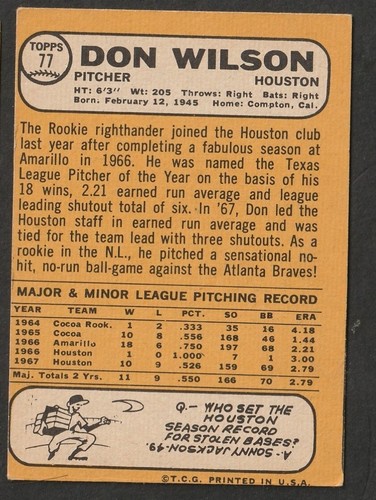 TOPPS
77
DON WILSON
PITCHER HOUSTON
HT: 6'3" Wt: 205 Throws: Right Bats: Right
Born. February 12, 1945 Home: Compton, Cal.
The Rookie righthander joined the Houston club
last year after completing a fabulous season at
Amarillo in 1966. He was named the Texas
League Pitcher of the Year on the basis of his
18 wins, 2.21 earned run average and league
leading shutout total of six. In '67, Don led the
Houston staff in earned run average and was
tied for the team lead with three shutouts. As a
rookie in the N.L., he pitched a sensational no-
hit, no-run ball-game against the Atlanta Braves!
MAJOR & MINOR LEAGUE PITCHING RECORD
YEAR TEAM W L PCT. SO BB ERA
1964 Cocoa Rook. 1 2 .333 35 16 4.18
1965 Cocoa 10 8 .556 168 46 1.44
1966 Amarillo 18 6 .750 197 68 2.21
1966 Houston 1 0 1.000 7 1 3.00
1967 Houston 10 9 .526 159 69 2.79
Maj. Totals 2 Yrs. 11 9 .550 166 70 2.79
Q.- WHO SET THE
HOUSTON
SEASON RECORD
FOR STOLEN BASES?
A.- SONNY JACKSON-49.
©T.C.G. PRINTED IN U.S.A.